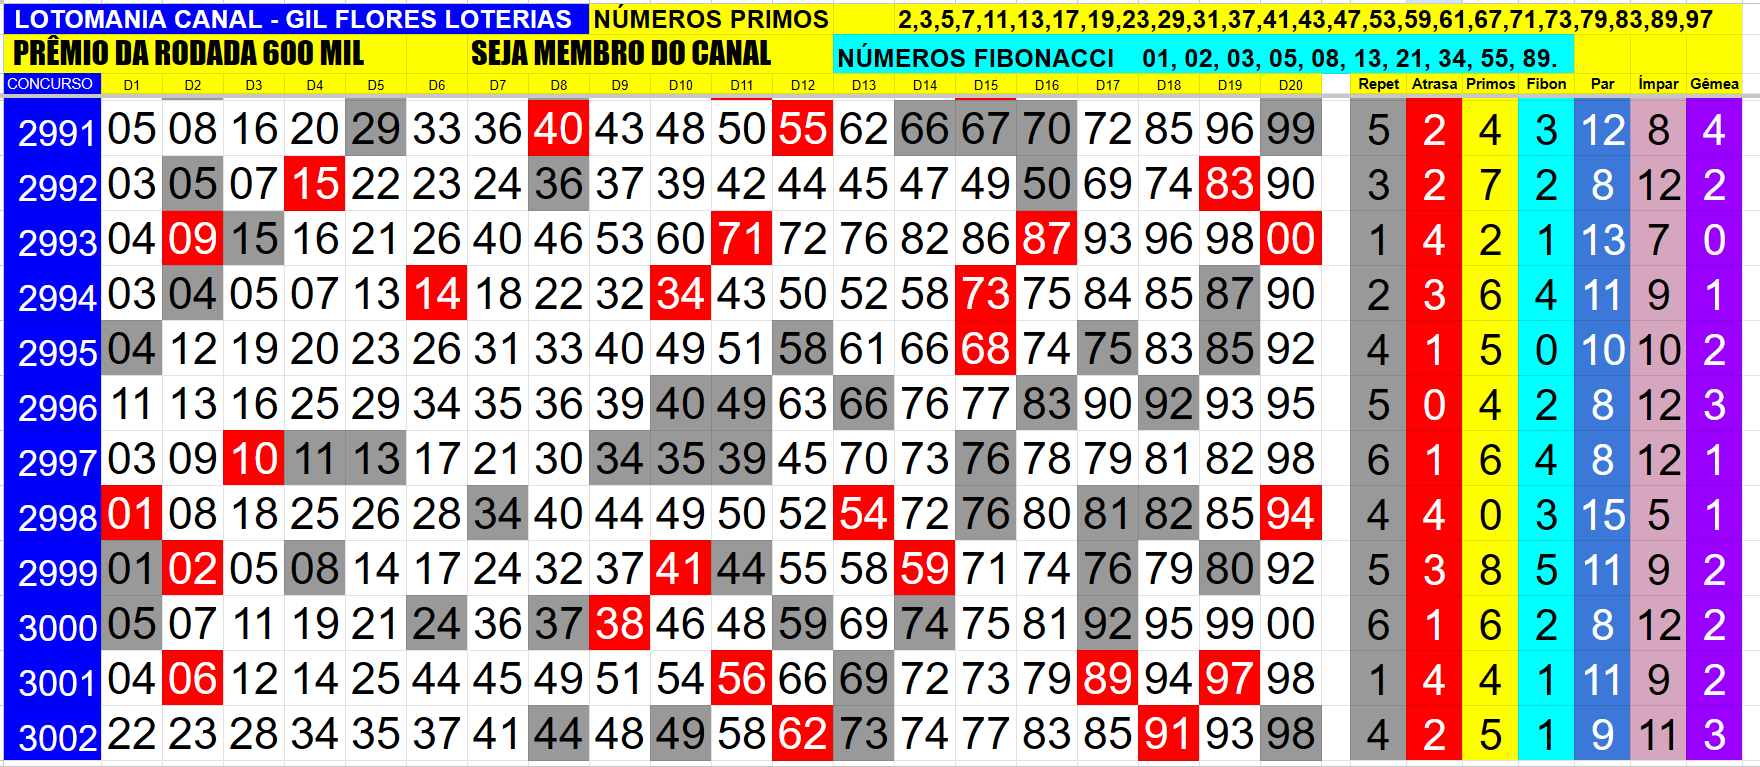 LOTOMANIA CANAL - GIL FLORES LOTERIAS NÚMEROS PRIMOS 2,3,5,7,11,13,17,19,23,29,31,37,41,43,47,53,59,61,67,71,73,79,83,89,97
PRÊMIO DA RODADA 600 MIL SEJA MEMBRO DO CANAL NÚMEROS FIBONACCI 01, 02, 03, 05, 08, 13, 21, 34, 55, 89.
CONCURSO D1 D2 D3 D4 D5 D6 D7 D8 D9 D10 D11 D12 D13 D14 D15 D16 D17 D18 D19 D20 Repet Atrasa Primos Fibon Par Ímpar Gêmea
2991 05 08 16 20 29 33 36 40 43 48 50 55 62 66 67 70 72 85 96 99 5 2 4 3 12 8 4
2992 03 05 07 15 22 23 24 36 37 39 42 44 45 47 49 50 69 74 83 90 3 2 7 2 8 12 2
2993 04 09 15 16 21 26 40 46 53 60 71 72 76 82 86 87 93 96 98 00 1 4 2 1 13 7 0
2994 03 04 05 07 13 14 18 22 32 34 43 50 52 58 73 75 84 85 87 90 2 3 6 4 11 9 1
2995 04 12 19 20 23 26 31 33 40 49 51 58 61 66 68 74 75 83 85 92 4 1 5 0 10 10 2
2996 11 13 16 25 29 34 35 36 39 40 49 63 66 76 77 83 90 92 93 95 5 0 4 2 8 12 3
2997 03 09 10 11 13 17 21 30 34 35 39 45 70 73 76 78 79 81 82 98 6 1 6 4 8 12 1
2998 01 08 18 25 26 28 34 40 44 49 50 52 54 72 76 80 81 82 85 94 4 4 0 3 15 5 1
2999 01 02 05 08 14 17 24 32 37 41 44 55 58 59 71 74 76 79 80 92 5 3 8 5 11 9 2
3000 05 07 11 19 21 24 36 37 38 46 48 59 69 74 75 81 92 95 99 00 6 1 6 2 8 12 2
3001 04 06 12 14 25 44 45 49 51 54 56 66 69 72 73 79 89 94 97 98 1 4 4 1 11 9 2
3002 22 23 28 34 35 37 41 44 48 49 58 62 73 74 77 83 85 91 93 98 4 2 5 1 9 11 3